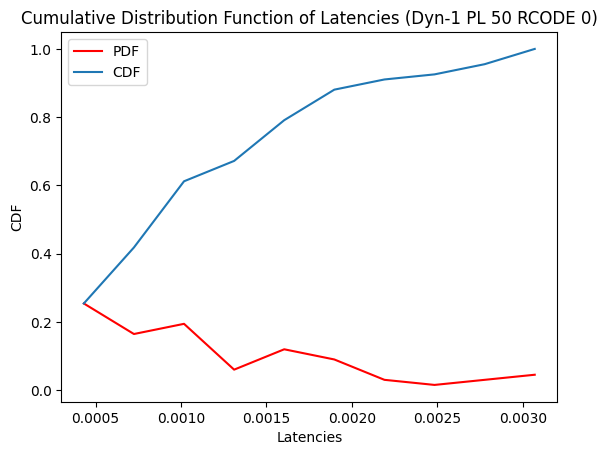 Cumulative Distribution Function of Latencies (Dyn-1 PL 50 RCODE 0)
PDF
CDF
1.0
0.8
0.6
0.4
0.2
0.0
CDF
0.0005 0.0010 0.0015 0.0020 0.0025 0.0030
Latencies